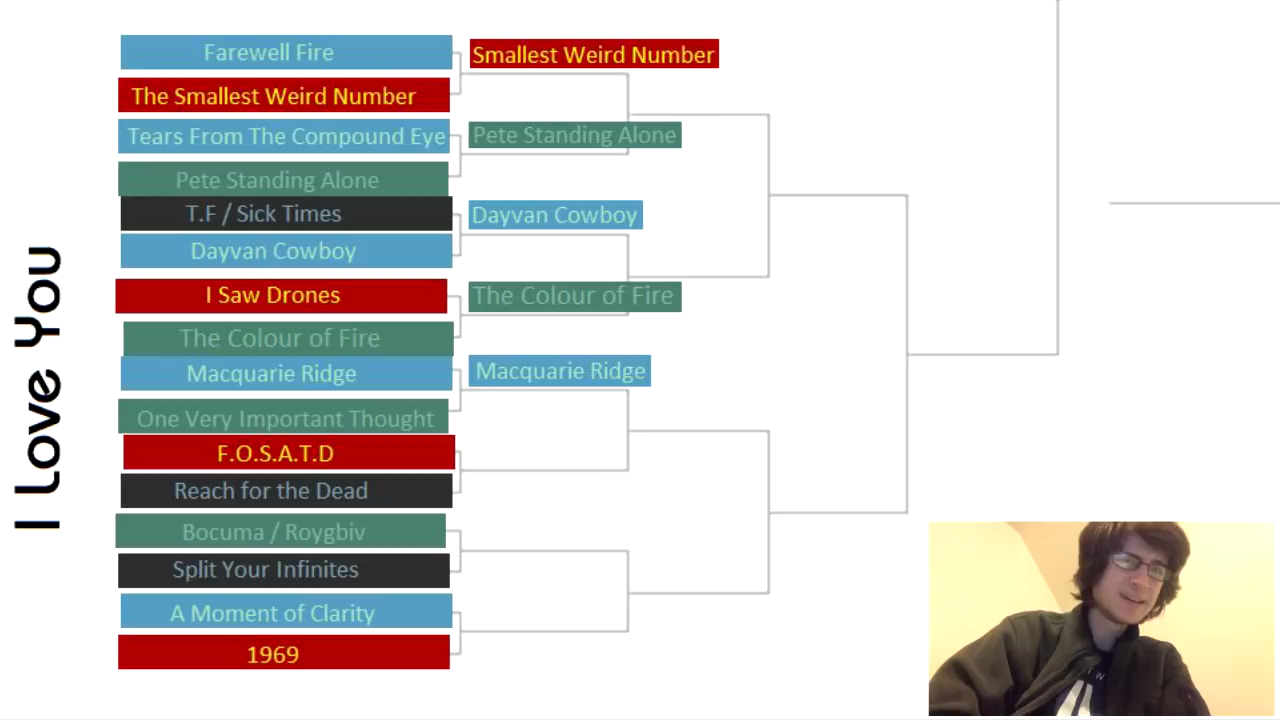 I Love You
Farewell Fire
The Smallest Weird Number
Tears From The Compound Eye
Pete Standing Alone
T.F / Sick Times
Dayvan Cowboy
I Saw Drones
The Colour of Fire
Macquarie Ridge
One Very Important Thought
F.O.S.A.T.D
Reach for the Dead
Bocuma / Roygbiv
Split Your Infinites
A Moment of Clarity
1969
Smallest Weird Number
Pete Standing Alone
Dayvan Cowboy
The Colour of Fire
Macquarie Ridge